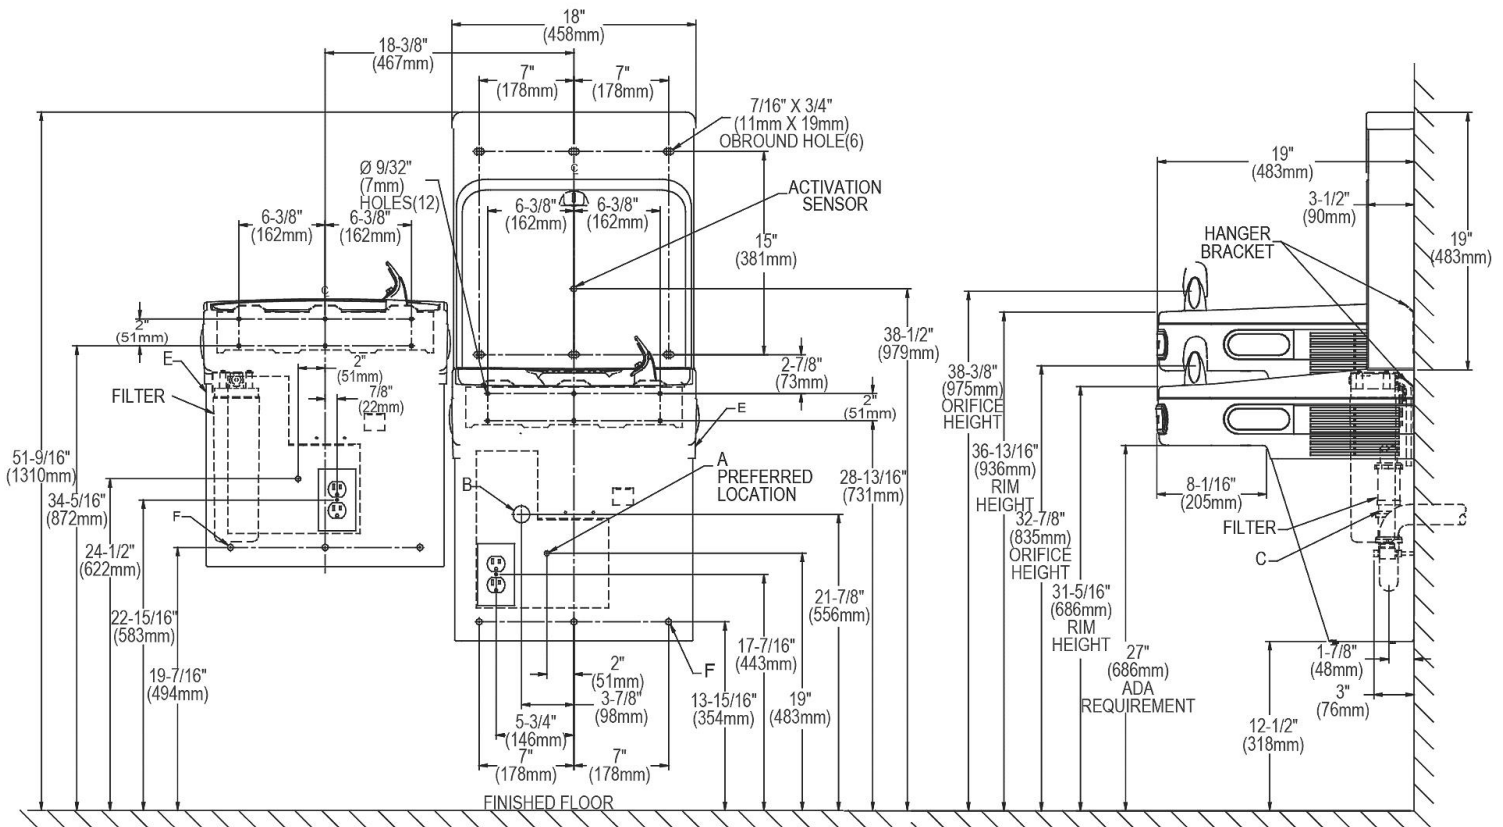 18"
(458mm)
18-3/8"
(467mm)
7"
(178mm)
7"
(178mm)
7/16" X 3/4"
(11mm X 19mm)
OBROUND HOLE(6)
Ø 9/32"
(7mm)
HOLES(12)
ACTIVATION
SENSOR
6-3/8"
(162mm)
6-3/8"
(162mm)
6-3/8"
(162mm)
6-3/8"
(162mm)
15"
(381mm)
2"
(51mm)
E
FILTER
2"
(51mm)
7/8"
(22mm)
38-1/2"
(979mm)
2-7/8"
(73mm)
2"
(51mm)
E
51-9/16"
(1310mm)
34-5/16"
(872mm)
24-1/2"
(622mm)
22-15/16"
(583mm)
19-7/16"
(494mm)
F
B
A
PREFERRED
LOCATION
28-13/16"
(731mm)
21-7/8"
(556mm)
17-7/16"
(443mm)
19"
(483mm)
13-15/16"
(354mm)
F
2"
(51mm)
3-7/8"
(98mm)
5-3/4"
(146mm)
7"
(178mm)
7"
(178mm)
FINISHED FLOOR
19"
(483mm)
3-1/2"
(90mm)
HANGER
BRACKET
19"
(483mm)
38-3/8"
(975mm)
ORIFICE
HEIGHT
36-13/16"
(936mm)
RIM
HEIGHT
32-7/8"
(835mm)
ORIFICE
HEIGHT
31-5/16"
(686mm)
RIM
HEIGHT
27"
(686mm)
ADA
REQUIREMENT
8-1/16"
(205mm)
FILTER
C
1-7/8"
(48mm)
3"
(76mm)
12-1/2"
(318mm)